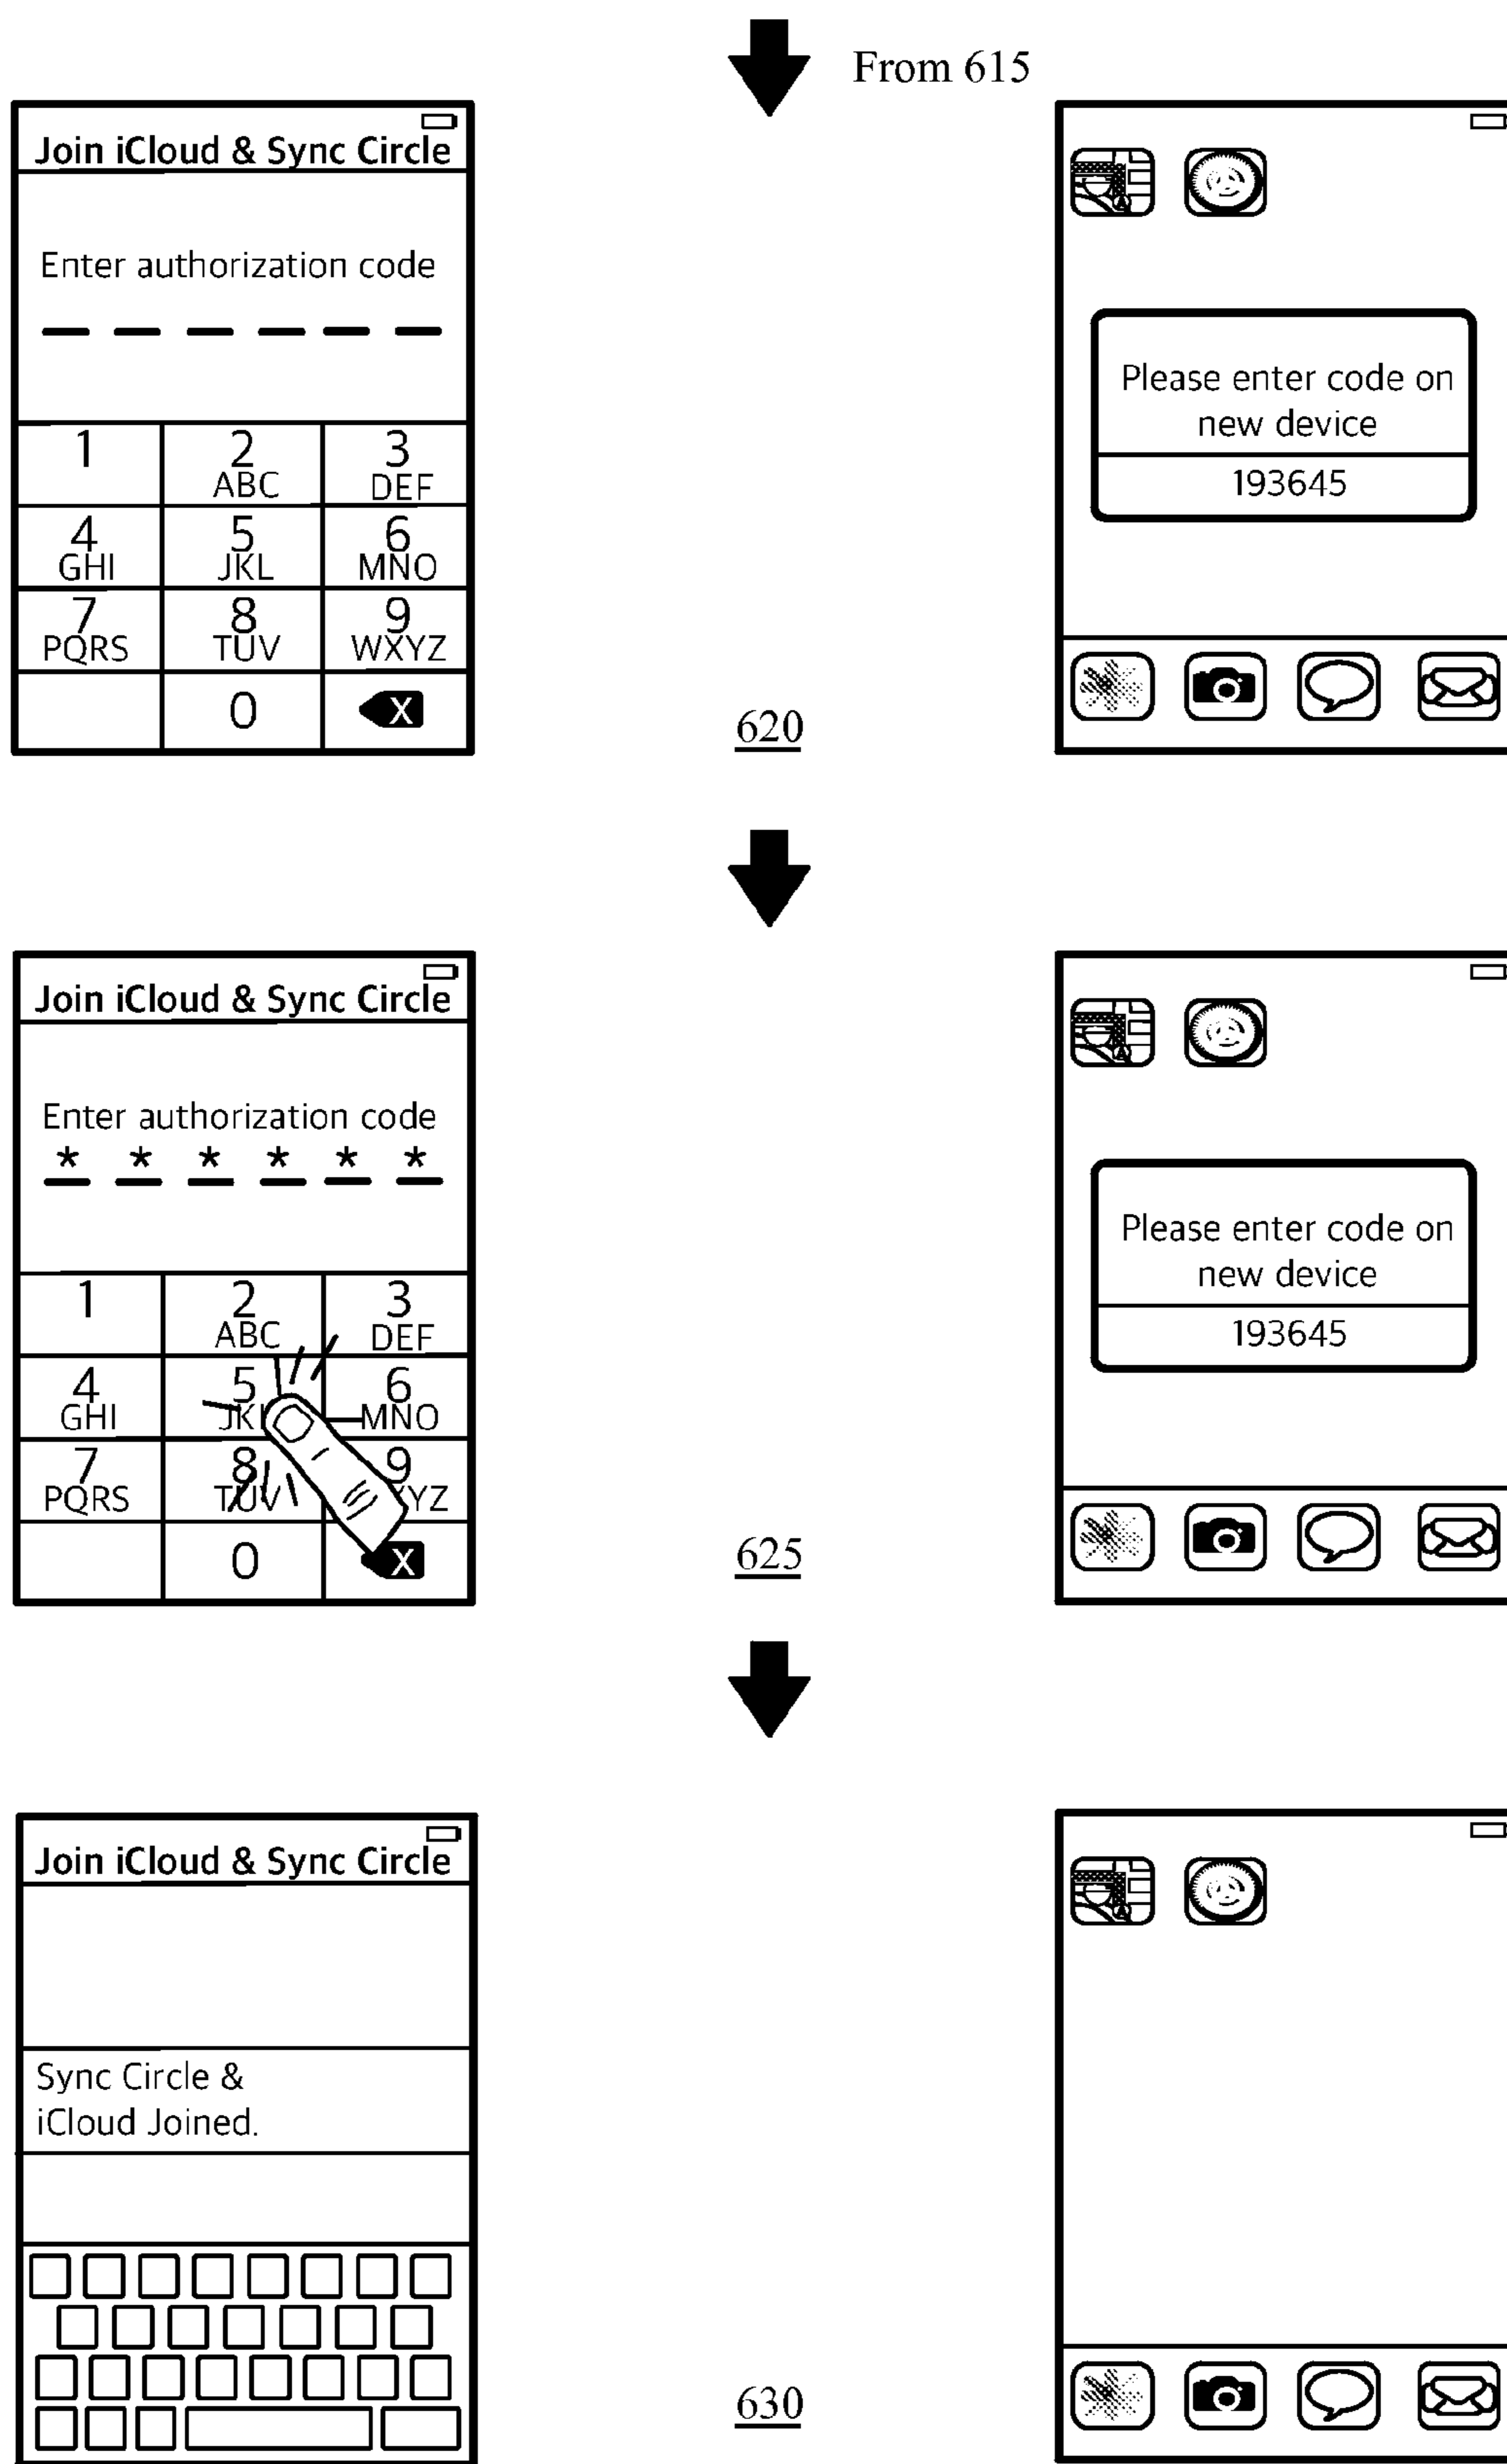 From 615
Join iCloud & Sync Circle
Enter authorization code
1 2 3
ABC DEF
4 5 6
GHI JKL MNO
7 8 9
PQRS TUV WXYZ
0 X
Please enter code on
new device
193645
620
Join iCloud & Sync Circle
Enter authorization code
* * * * * *
1 2 3
ABC DEF
4 5 6
GHI JK MNO
7 8 9
PQRS TUV YZ
0 X
Please enter code on
new device
193645
625
Join iCloud & Sync Circle
Sync Circle &
iCloud Joined.
630